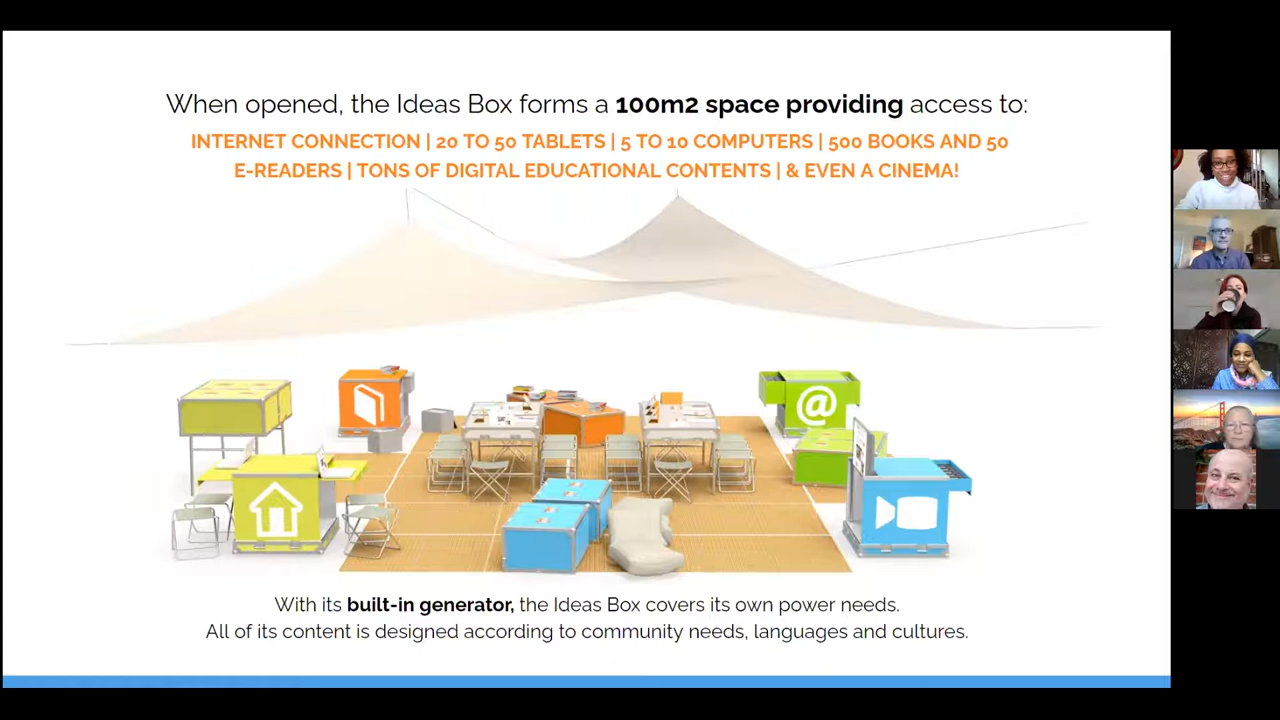 When opened, the Ideas Box forms a 100m2 space providing access to:
INTERNET CONNECTION | 20 TO 50 TABLETS | 5 TO 10 COMPUTERS | 500 BOOKS AND 50
E-READERS | TONS OF DIGITAL EDUCATIONAL CONTENTS | & EVEN A CINEMA!
@
With its built-in generator, the Ideas Box covers its own power needs.
All of its content is designed according to community needs, languages and cultures.